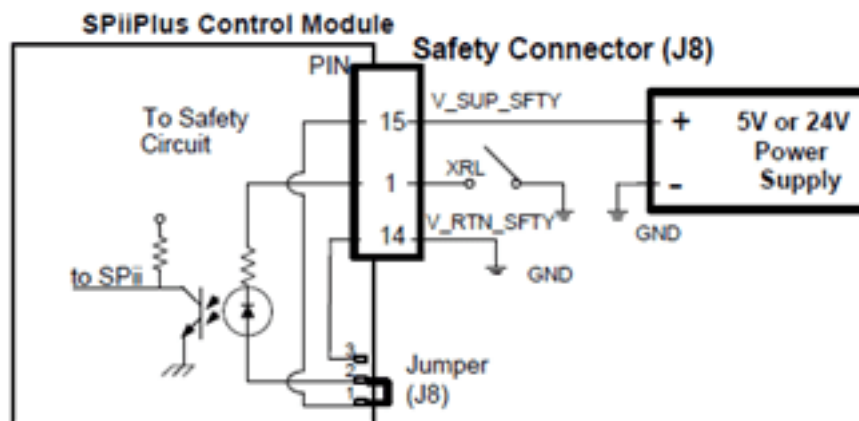 SPiiPlus Control Module
Safety Connector (J8)
PIN
To Safety
Circuit
V_SUP_SFTY
15
+
5V or 24V
Power
Supply
XRL
1
-
V_RTN_SFTY
14
GND
GND
to SPii
3
2
1
Jumper
(J8)